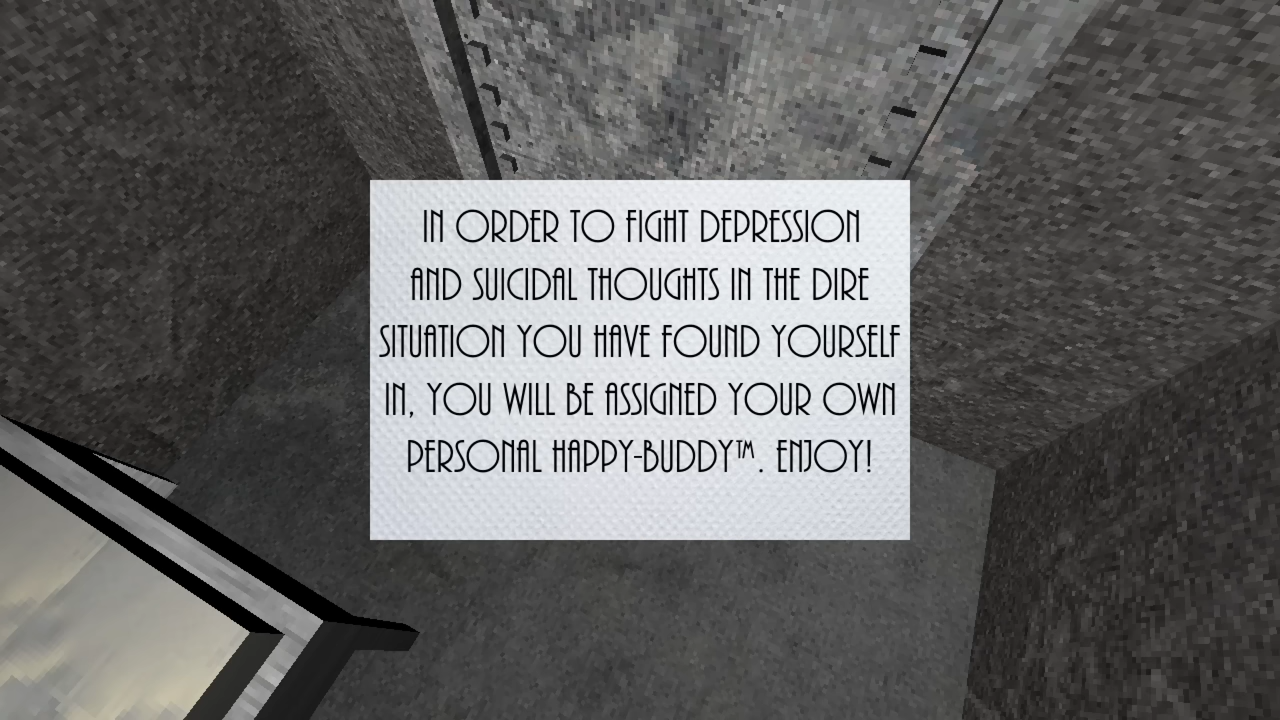 IN ORDER TO FIGHT DEPRESSION
AND SUICIDAL THOUGHTS IN THE DIRE
SITUATION YOU HAVE FOUND YOURSELF
IN, YOU WILL BE ASSIGNED YOUR OWN
PERSONAL HAPPY-BUDDY™. ENJOY!